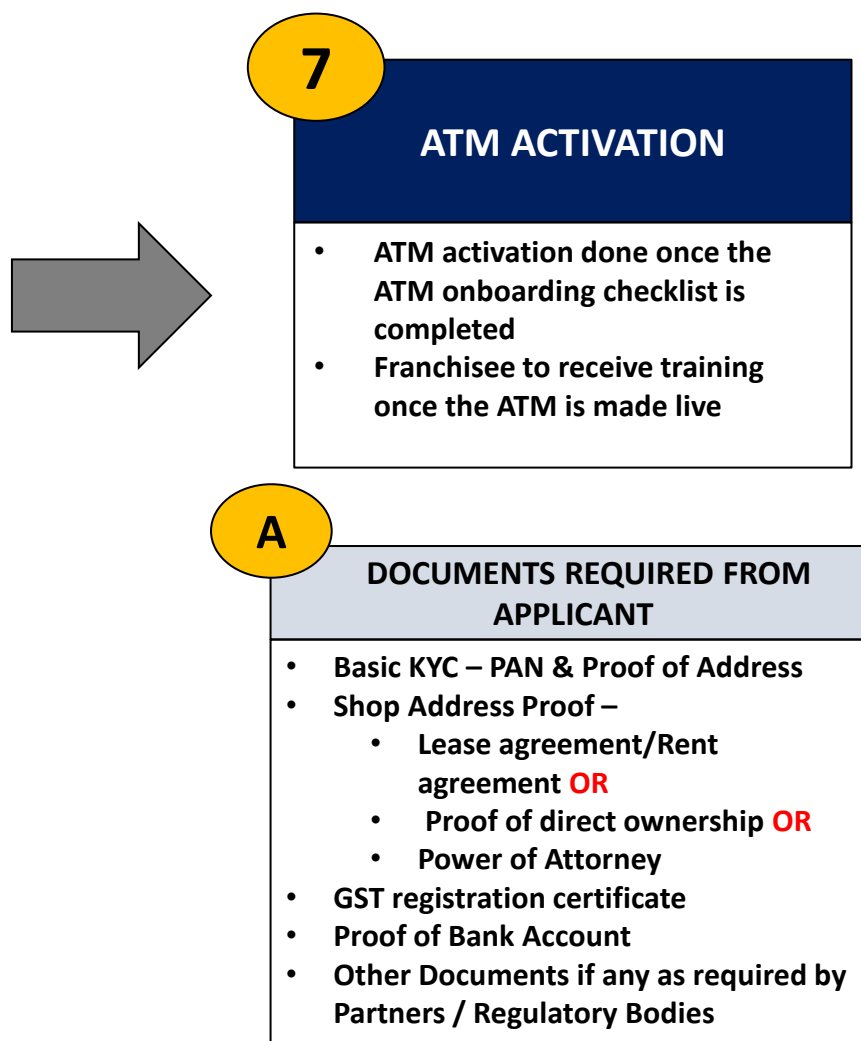 7
ATM ACTIVATION
• ATM activation done once the
ATM onboarding checklist is
completed
• Franchisee to receive training
once the ATM is made live
A
DOCUMENTS REQUIRED FROM
APPLICANT
• Basic KYC – PAN & Proof of Address
• Shop Address Proof –
• Lease agreement/Rent
agreement OR
• Proof of direct ownership OR
• Power of Attorney
• GST registration certificate
• Proof of Bank Account
• Other Documents if any as required by
Partners / Regulatory Bodies